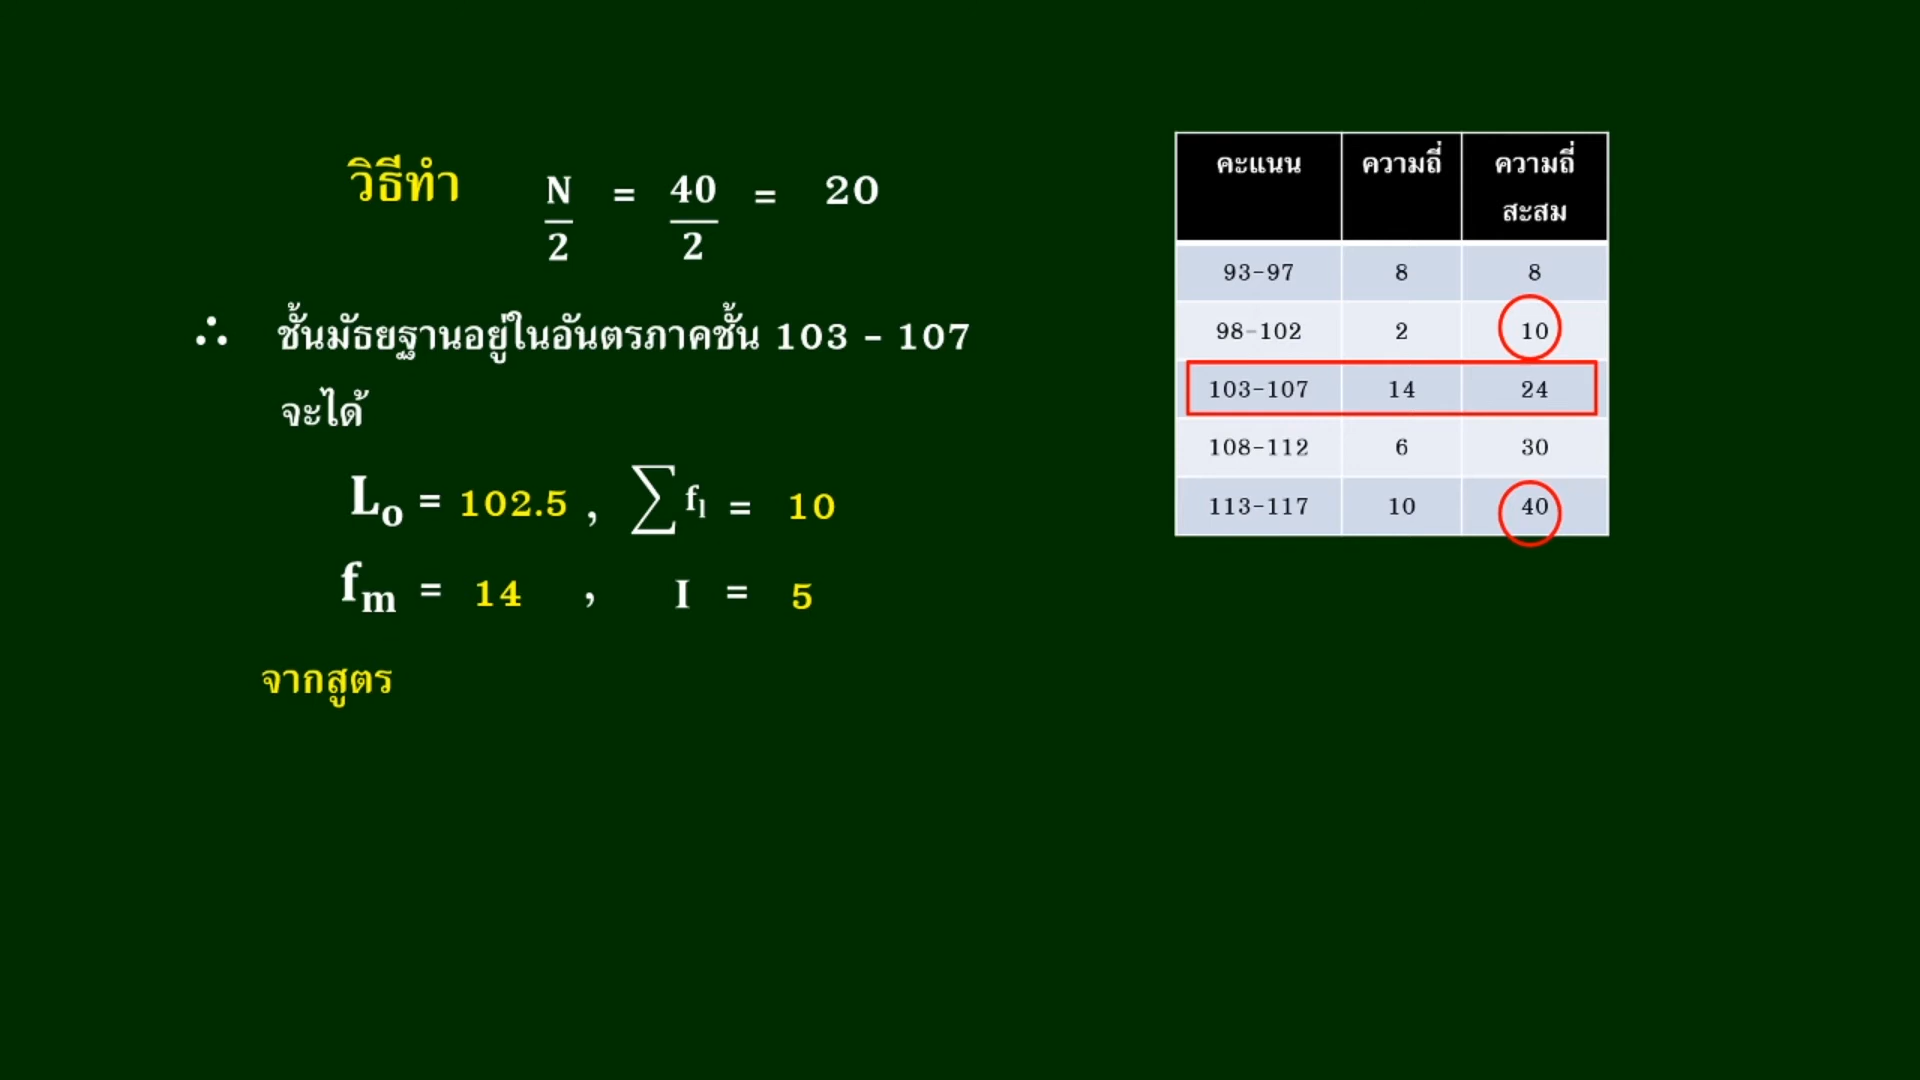 วิธีทำ N/2 = 40/2 = 20
∴ ชั้นมัธยฐานอยู่ในอันตรภาคชั้น 103 - 107
จะได้
L₀ = 102.5 , ∑ fₗ = 10
fₘ = 14 , I = 5
จากสูตร
คะแนน ความถี่ ความถี่สะสม
93-97 8 8
98-102 2 10
103-107 14 24
108-112 6 30
113-117 10 40